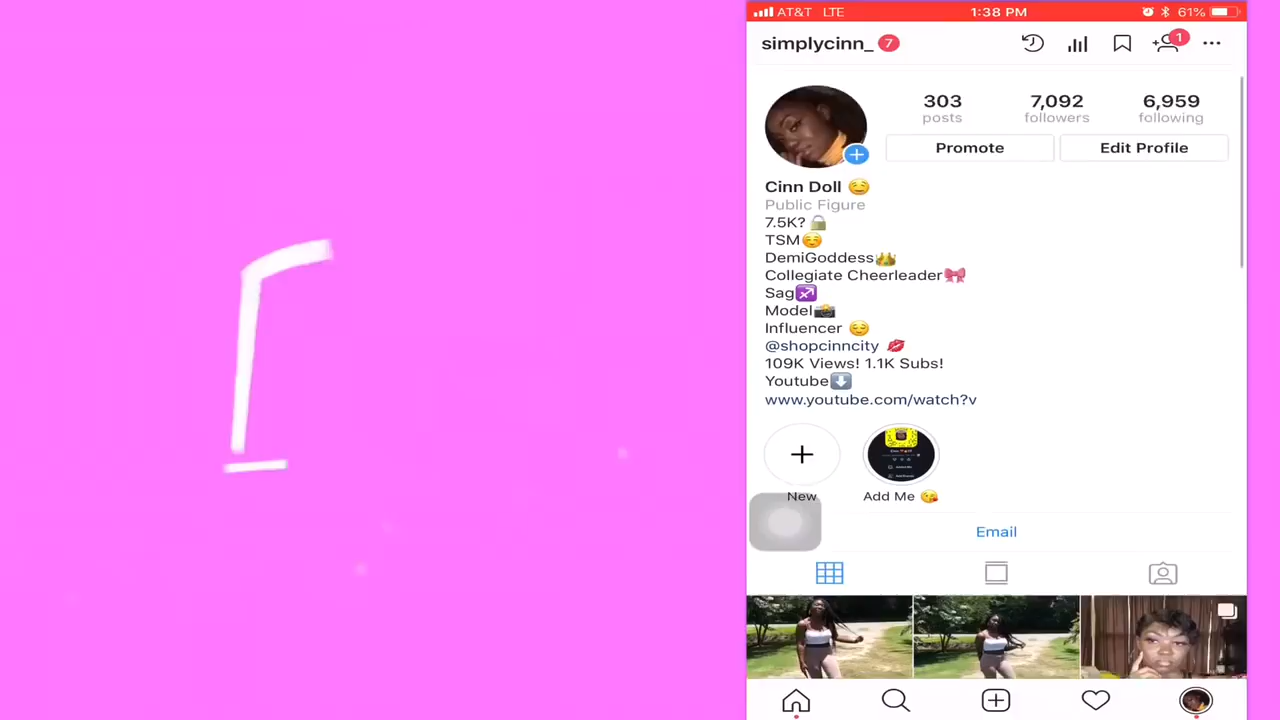 AT&T LTE 1:38 PM 61%
simplycinn_ 7
1
303 7,092 6,959
posts followers following
Promote Edit Profile
Cinn Doll
Public Figure
7.5K?
TSM
DemiGoddess
Collegiate Cheerleader
Sag
Model
Influencer
@shopcinncity
109K Views! 1.1K Subs!
Youtube
www.youtube.com/watch?v
New Add Me
Email